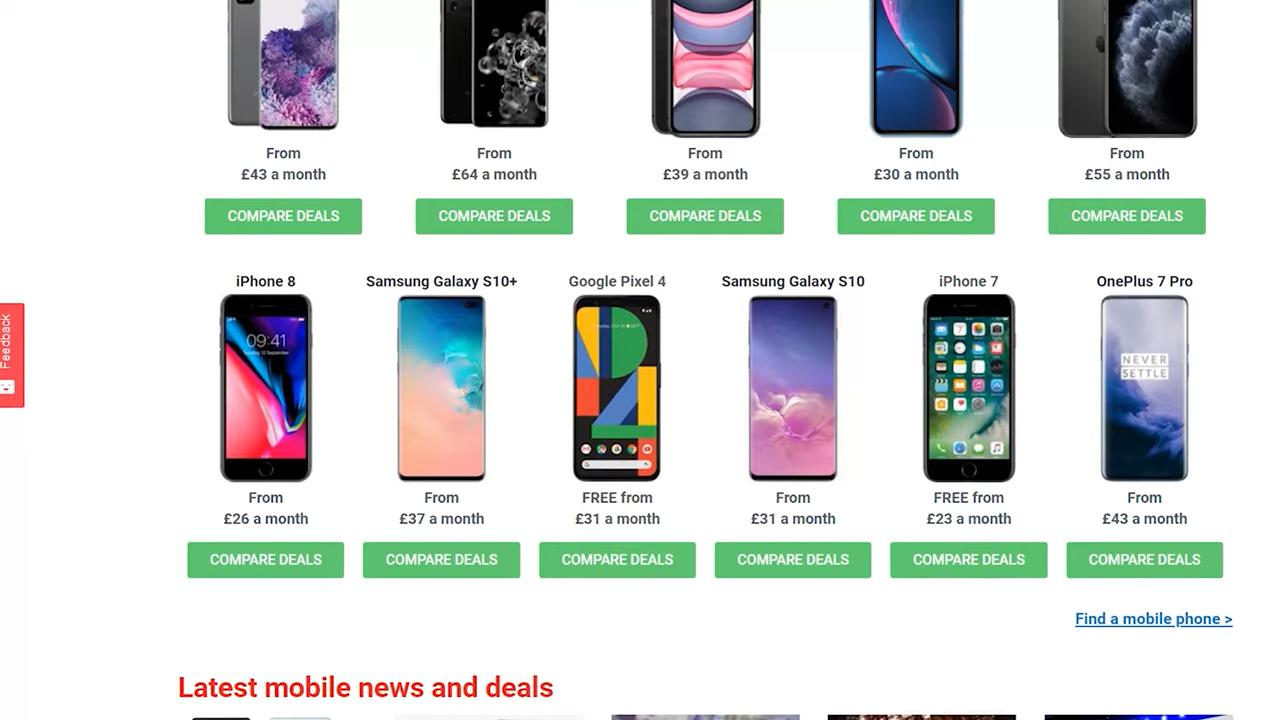 From
£43 a month
From
£64 a month
From
£39 a month
From
£30 a month
From
£55 a month
COMPARE DEALS
COMPARE DEALS
COMPARE DEALS
COMPARE DEALS
COMPARE DEALS
iPhone 8
Samsung Galaxy S10+
Google Pixel 4
Samsung Galaxy S10
iPhone 7
OnePlus 7 Pro
Feedback
09:41
NEVER
SETTLE
From
£26 a month
From
£37 a month
FREE from
£31 a month
From
£31 a month
FREE from
£23 a month
From
£43 a month
COMPARE DEALS
COMPARE DEALS
COMPARE DEALS
COMPARE DEALS
COMPARE DEALS
COMPARE DEALS
Find a mobile phone >
Latest mobile news and deals